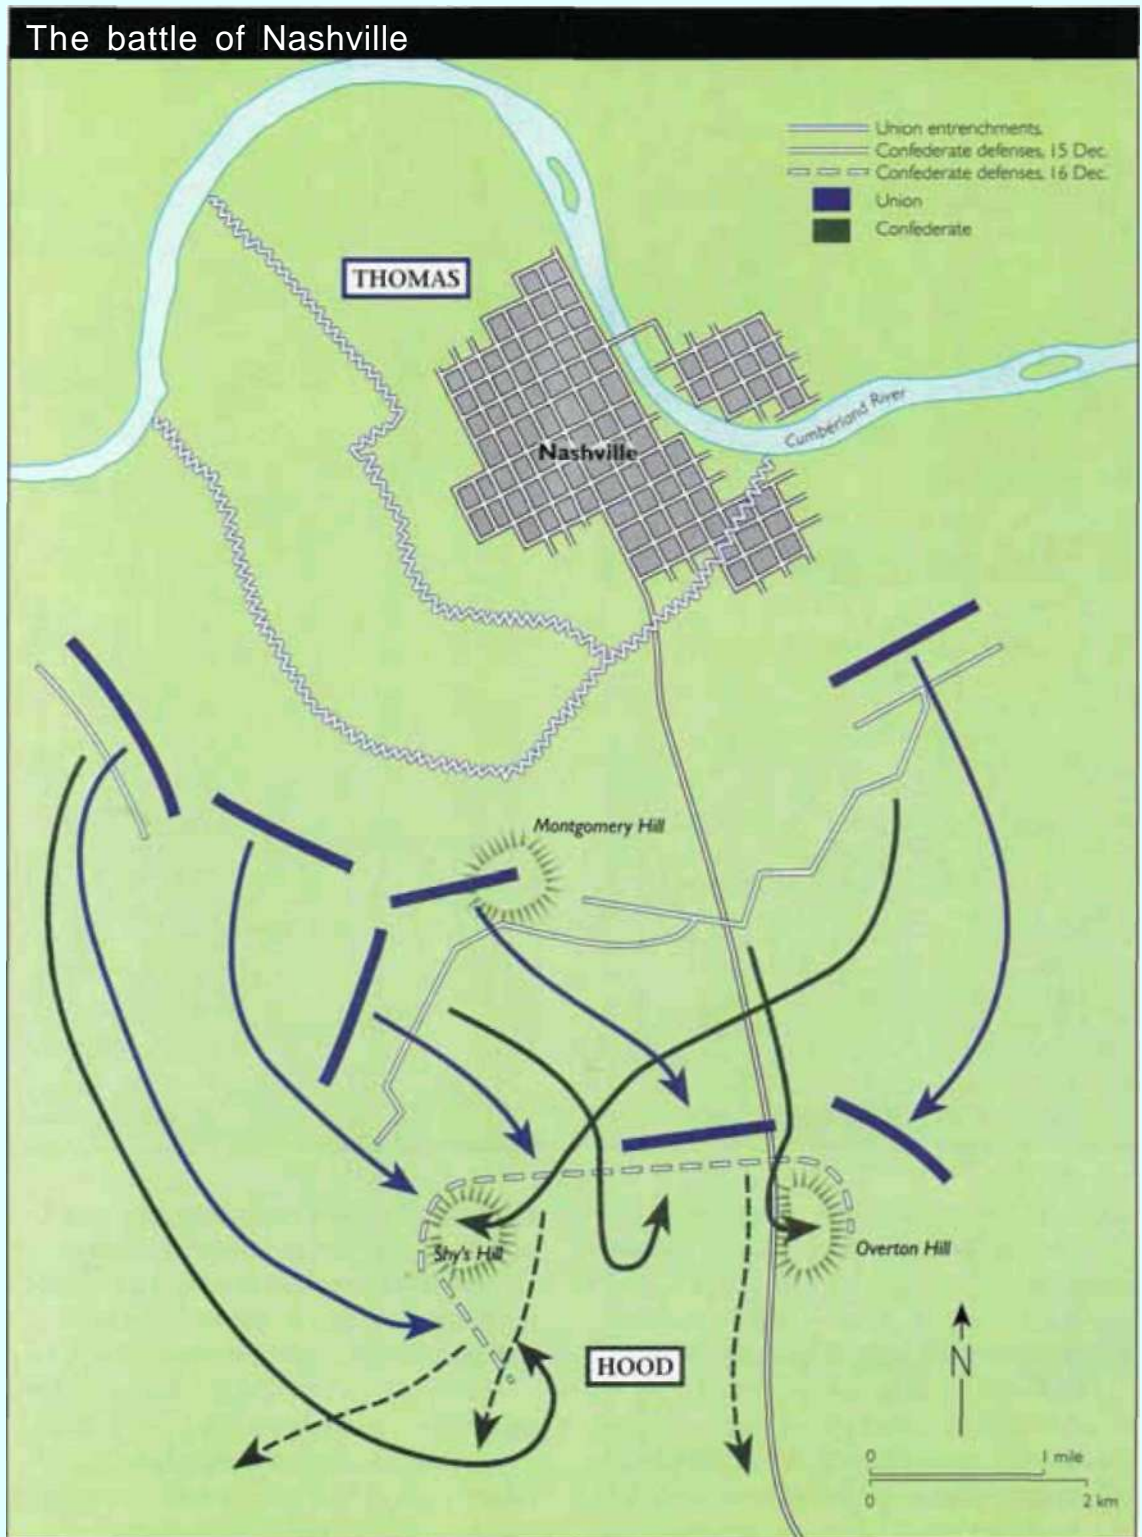 The battle of Nashville
Union entrenchments.
Confederate defenses, 15 Dec.
Confederate defenses, 16 Dec.
Union
Confederate
THOMAS
Cumberland River
Nashville
Montgomery Hill
Shy's Hill
Overton Hill
HOOD
N
0 1 mile
0 2 km